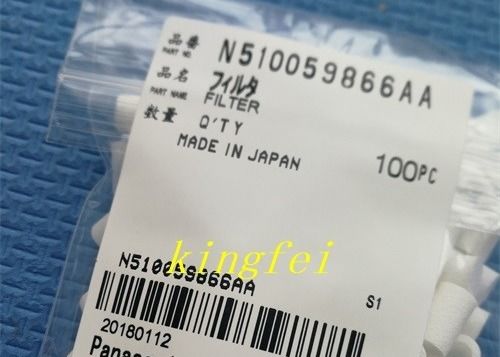 品番 PART NO. N510059866AA
品名 PART NAME フィルタ
FILTER
数量 Q'TY 100PC
MADE IN JAPAN
kingfei
N510059866AA
S1
20180112